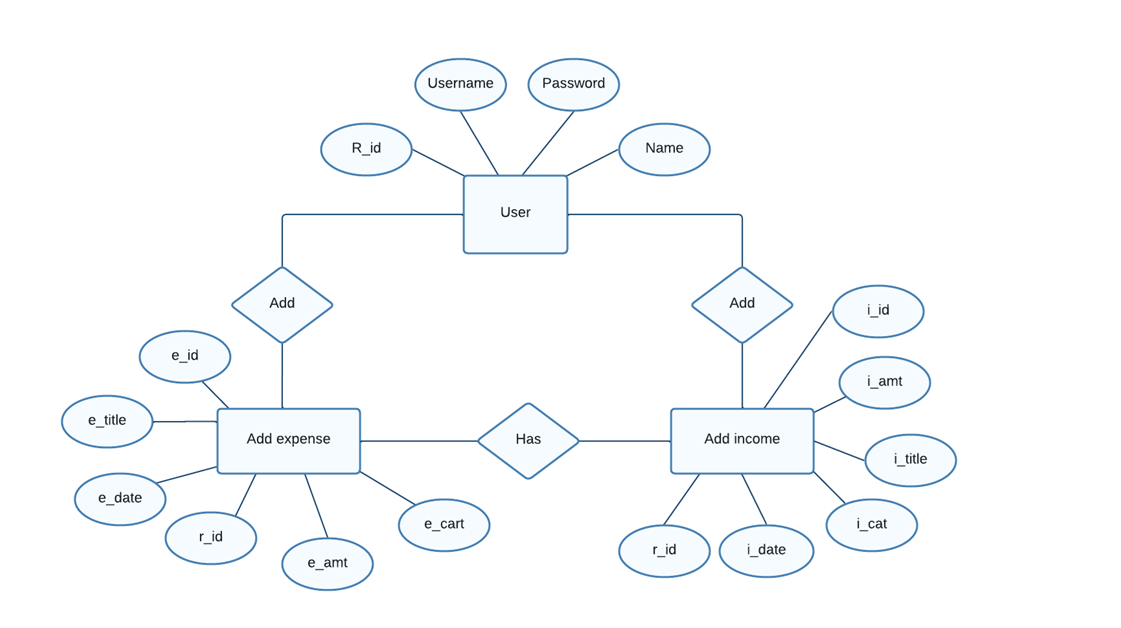 Username
Password
R_id
Name
User
Add
Add
i_id
e_id
i_amt
e_title
Add expense
Has
Add income
i_title
e_date
r_id
e_cart
i_cat
e_amt
r_id
i_date